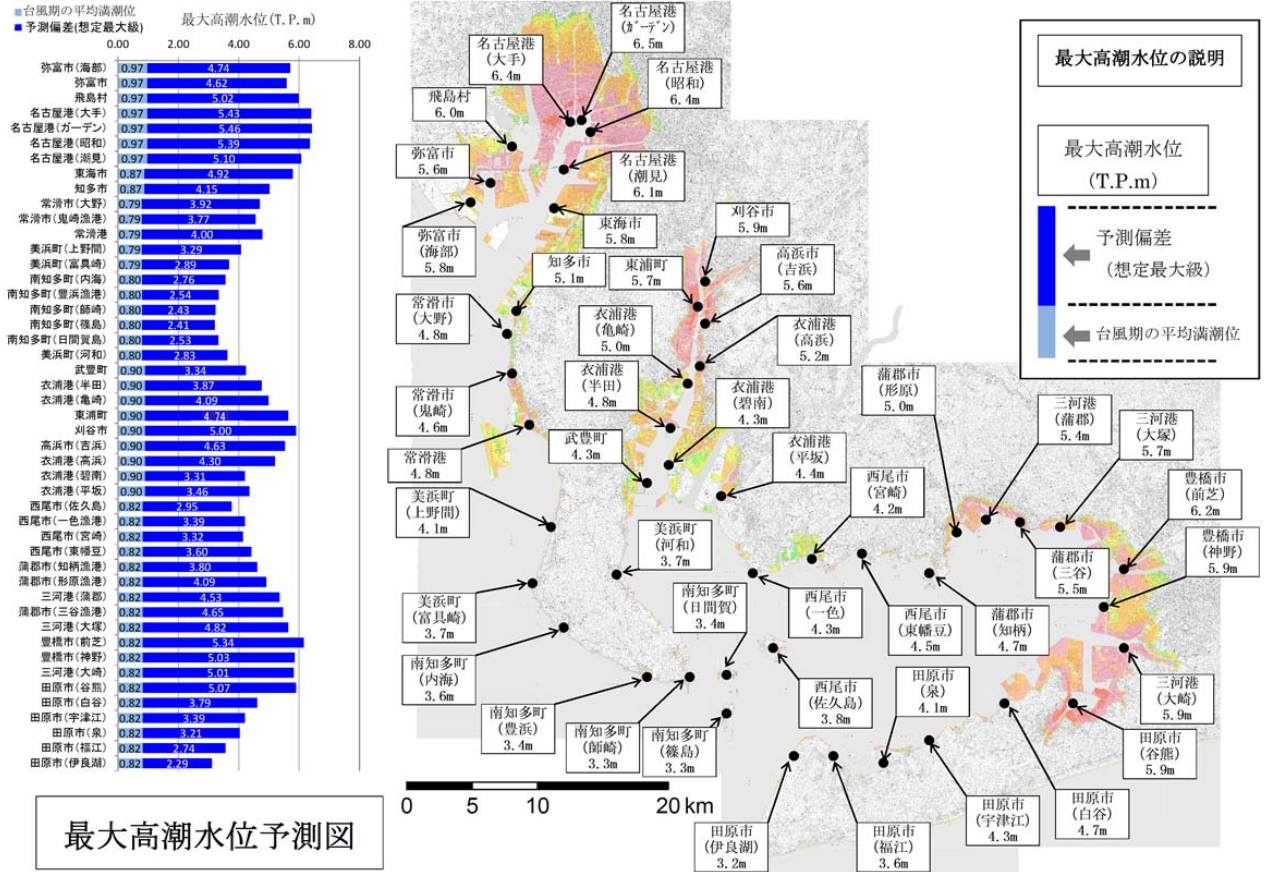 台風期の平均満潮位
予測偏差(想定最大級)
最大高潮水位(T.P.m)
0.00 2.00 4.00 6.00 8.00
弥富市(海部) 0.97 4.74
弥富市 0.97 4.62
飛島村 0.97 5.02
名古屋港(大手) 0.97 5.43
名古屋港(ガーデン) 0.97 5.46
名古屋港(昭和) 0.97 5.39
名古屋港(潮見) 0.97 5.10
東海市 0.87 4.92
知多市 0.87 4.15
常滑市(大野) 0.79 3.92
常滑市(鬼崎漁港) 0.79 3.77
常滑港 0.79 4.00
美浜町(上野間) 0.79 3.29
美浜町(富具崎) 0.79 2.89
南知多町(内海) 0.80 2.76
南知多町(豊浜漁港) 0.80 2.54
南知多町(師崎) 0.80 2.43
南知多町(篠島) 0.80 2.41
南知多町(日間賀島) 0.80 2.53
美浜町(河和) 0.80 2.83
武豊町 0.90 3.34
衣浦港(半田) 0.90 3.87
衣浦港(亀崎) 0.90 4.09
東浦町 0.90 4.74
刈谷市 0.90 5.00
高浜市(吉浜) 0.90 4.63
衣浦港(高浜) 0.90 4.30
衣浦港(碧南) 0.90 3.31
衣浦港(平坂) 0.90 3.46
西尾市(佐久島) 0.82 2.95
西尾市(一色漁港) 0.82 3.39
西尾市(宮崎) 0.82 3.32
西尾市(東幡豆) 0.82 3.60
蒲郡市(知柄漁港) 0.82 3.80
蒲郡市(形原漁港) 0.82 4.09
三河港(蒲郡) 0.82 4.53
蒲郡市(三谷漁港) 0.82 4.65
三河港(大塚) 0.82 4.82
豊橋市(前芝) 0.82 5.34
豊橋市(神野) 0.82 5.03
三河港(大崎) 0.82 5.01
田原市(谷熊) 0.82 5.07
田原市(白谷) 0.82 3.79
田原市(宇津江) 0.82 3.39
田原市(泉) 0.82 3.21
田原市(福江) 0.82 2.74
田原市(伊良湖) 0.82 2.29
最大高潮水位予測図
名古屋港
(ガーデン)
6.5m
名古屋港
(大手)
6.4m
名古屋港
(昭和)
6.4m
飛島村
6.0m
弥富市
5.6m
名古屋港
(潮見)
6.1m
弥富市
(海部)
5.8m
東海市
5.8m
刈谷市
5.9m
知多市
5.1m
東浦町
5.7m
高浜市
(吉浜)
5.6m
常滑市
(大野)
4.8m
衣浦港
(亀崎)
5.0m
衣浦港
(高浜)
5.2m
衣浦港
(半田)
4.8m
常滑市
(鬼崎)
4.6m
衣浦港
(碧南)
4.3m
蒲郡市
(形原)
5.0m
三河港
(蒲郡)
5.4m
三河港
(大塚)
5.7m
常滑港
4.8m
武豊町
4.3m
衣浦港
(平坂)
4.4m
西尾市
(宮崎)
4.2m
豊橋市
(前芝)
6.2m
美浜町
(上野間)
4.1m
美浜町
(河和)
3.7m
豊橋市
(神野)
5.9m
蒲郡市
(三谷)
5.5m
美浜町
(富具崎)
3.7m
南知多町
(日間賀)
3.4m
西尾市
(一色)
4.3m
西尾市
(東幡豆)
4.5m
蒲郡市
(知柄)
4.7m
南知多町
(内海)
3.6m
西尾市
(佐久島)
3.8m
田原市
(泉)
4.1m
三河港
(大崎)
5.9m
南知多町
(豊浜)
3.4m
南知多町
(師崎)
3.3m
南知多町
(篠島)
3.3m
田原市
(谷熊)
5.9m
田原市
(伊良湖)
3.2m
田原市
(福江)
3.6m
田原市
(宇津江)
4.3m
田原市
(白谷)
4.7m
0 5 10 20 km
最大高潮水位の説明
最大高潮水位
(T.P.m)
予測偏差
(想定最大級)
台風期の平均満潮位